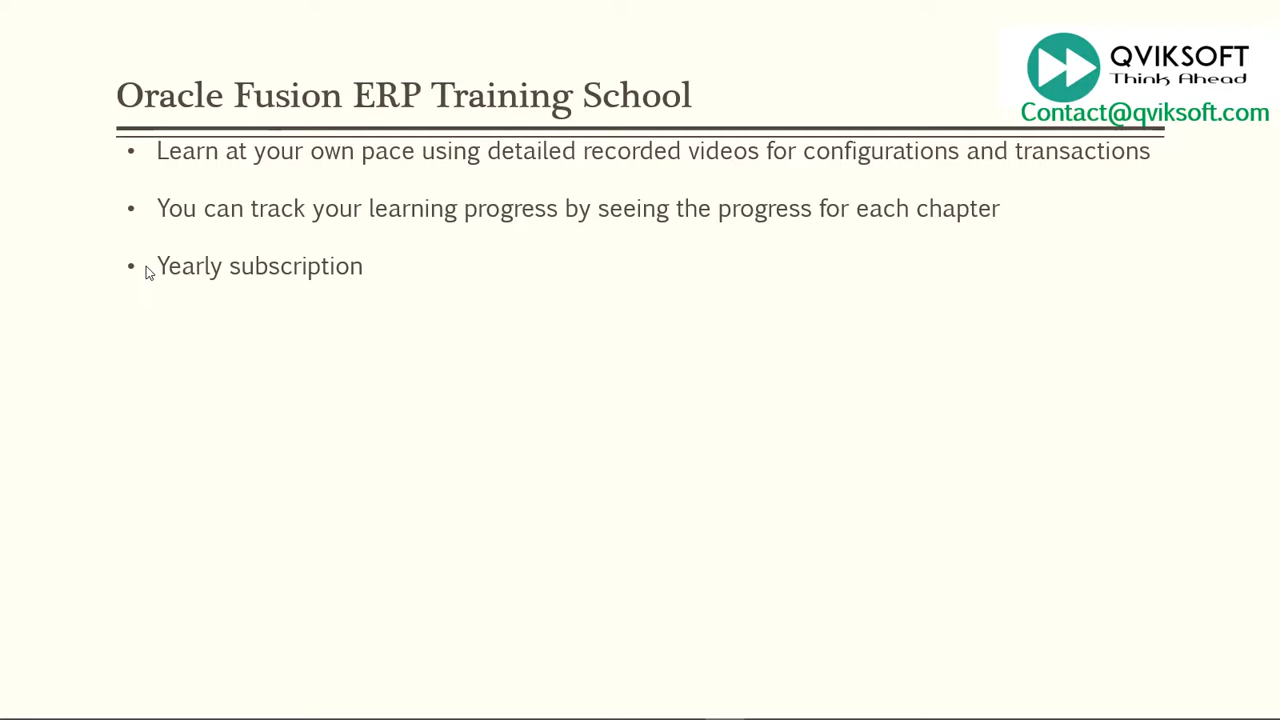 QVIKSOFT
Think Ahead
Contact@qviksoft.com
Oracle Fusion ERP Training School
• Learn at your own pace using detailed recorded videos for configurations and transactions
• You can track your learning progress by seeing the progress for each chapter
• Yearly subscription